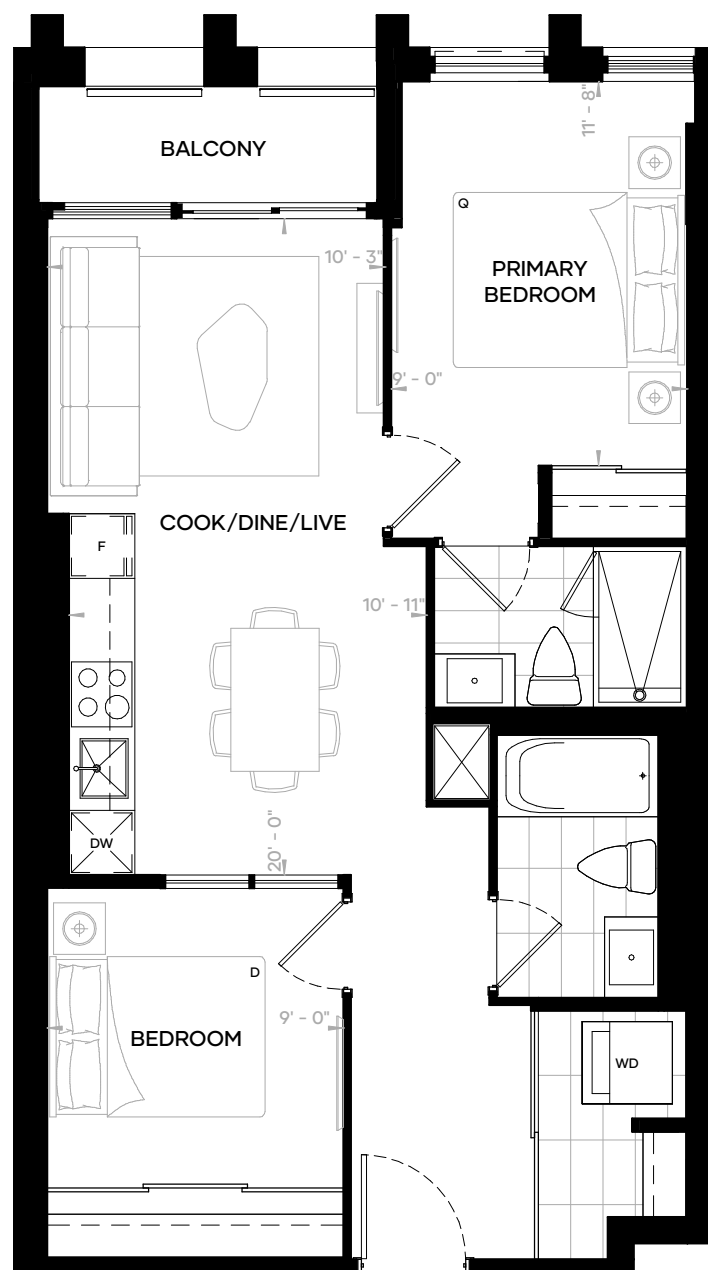 BALCONY
11' - 8"
Q
10' - 3"
PRIMARY
BEDROOM
9' - 0"
COOK/DINE/LIVE
F
10' - 11"
20' - 0"
DW
D
9' - 0"
BEDROOM
WD